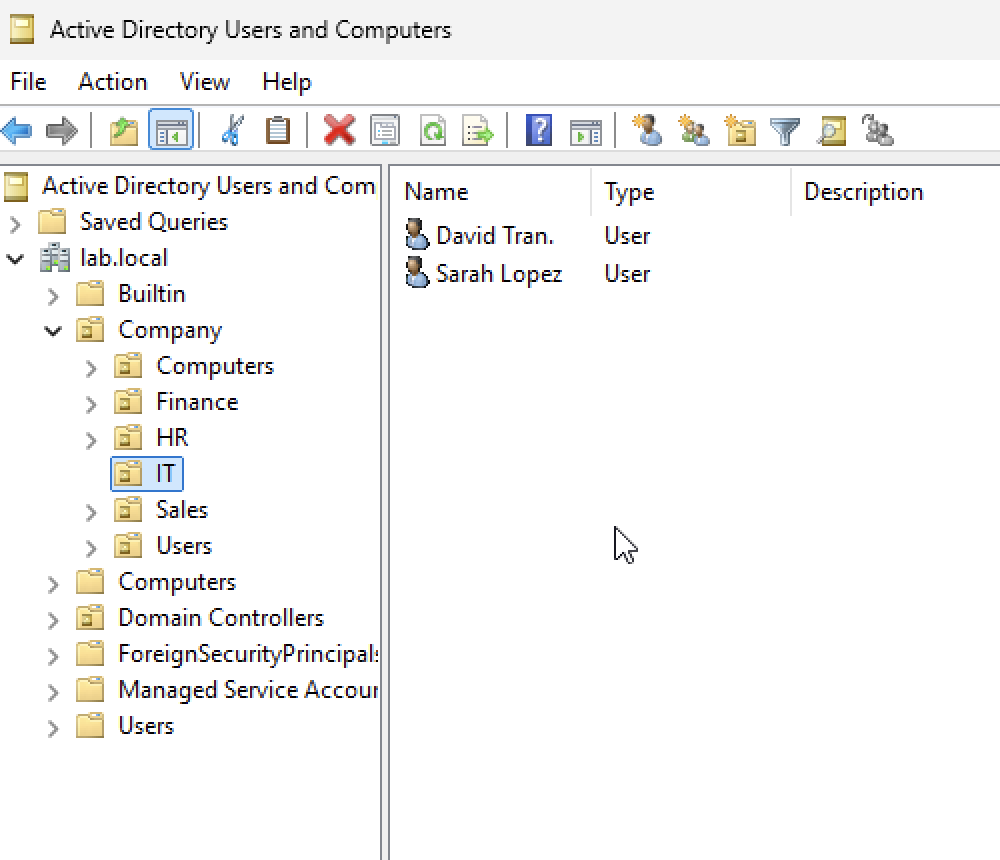 Active Directory Users and Computers
File Action View Help
Active Directory Users and Com
Saved Queries
lab.local
Builtin
Company
Computers
Finance
HR
IT
Sales
Users
Computers
Domain Controllers
ForeignSecurityPrincipals
Managed Service Accour
Users
Name Type Description
David Tran. User
Sarah Lopez User